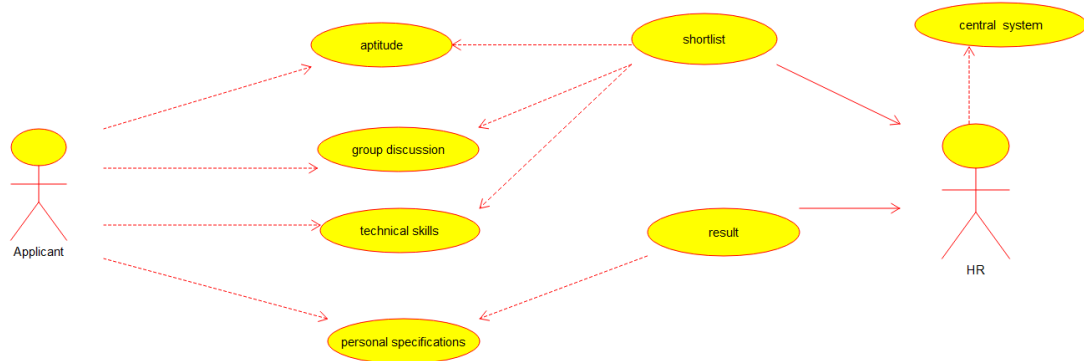 aptitude
shortlist
central  system
group discussion
Applicant
technical skills
result
HR
personal specifications